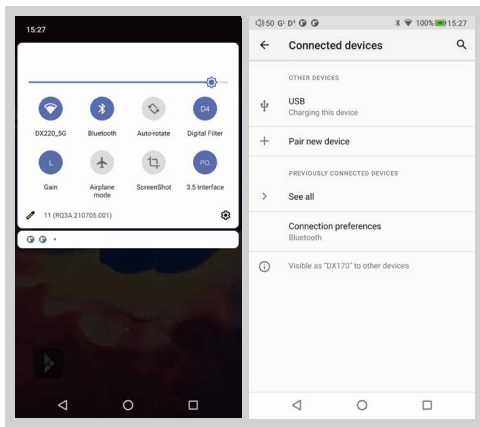 15:27
DX220_5G
Bluetooth
Auto-rotate
D4
Digital Filter
L
Gain
Airplane
mode
ScreenShot
PO
3.5 Interface
11 (RQ3A.210705.001)
50 G L D 4 100% 15:27
Connected devices
OTHER DEVICES
USB
Charging this device
Pair new device
PREVIOUSLY CONNECTED DEVICES
See all
Connection preferences
Bluetooth
Visible as "DX170" to other devices